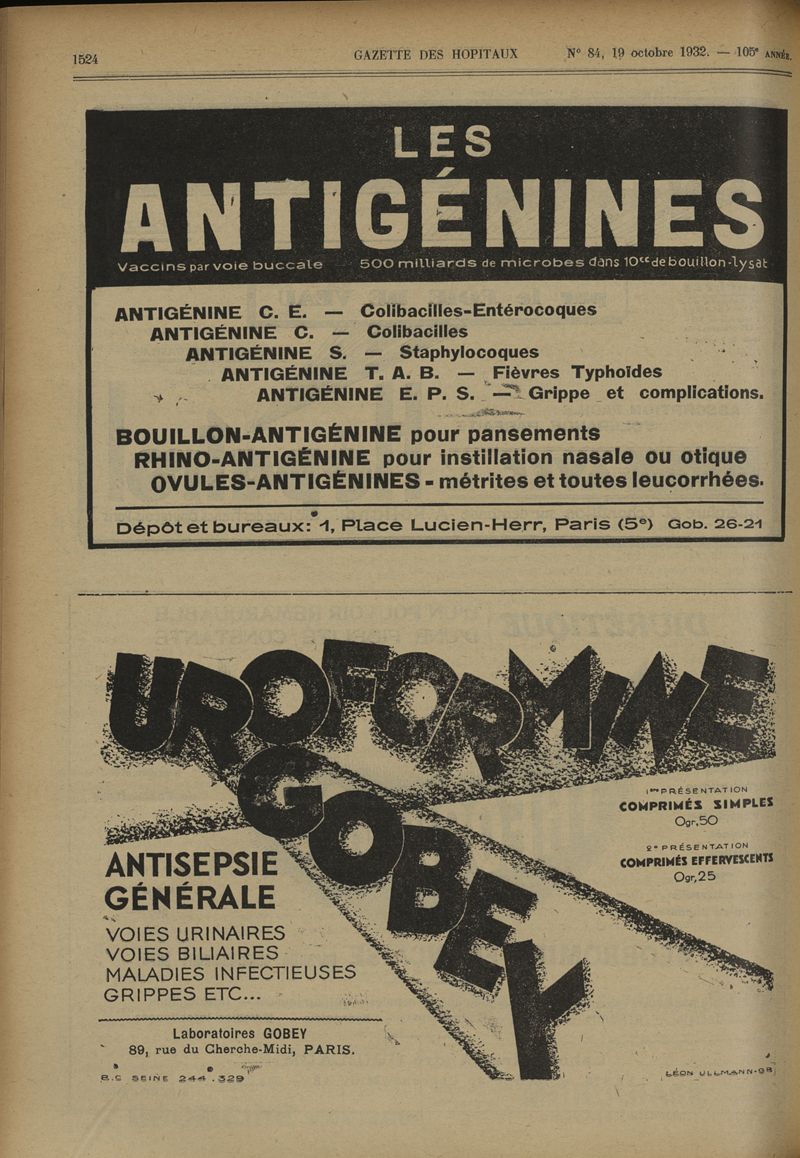 1524 GAZETTE DES HOPITAUX N° 84, 19 octobre 1932. — 105e ANNÉE.
LES
ANTIGÉNINES
Vaccins par voie buccale 500 milliards de microbes dans 10cc de bouillon-lysat
ANTIGÉNINE C. E. — Colibacilles-Entérocoques
ANTIGÉNINE C. — Colibacilles
ANTIGÉNINE S. — Staphylocoques
ANTIGÉNINE T. A. B. — Fièvres Typhoïdes
ANTIGÉNINE E. P. S. — Grippe et complications.
BOUILLON-ANTIGÉNINE pour pansements
RHINO-ANTIGÉNINE pour instillation nasale ou otique
OVULES-ANTIGÉNINES - métrites et toutes leucorrhées.
Dépôt et bureaux: 1, Place Lucien-Herr, Paris (5e) Gob. 26-21
UROFORMINE
GOBEY
1ère PRÉSENTATION
COMPRIMÉS SIMPLES
0gr,50
2e PRÉSENTATION
COMPRIMÉS EFFERVESCENTS
0gr,25
ANTISEPSIE
GÉNÉRALE
VOIES URINAIRES
VOIES BILIAIRES
MALADIES INFECTIEUSES
GRIPPES ETC...
Laboratoires GOBEY
89, rue du Cherche-Midi, PARIS.
R.C SEINE 244.329
LÉON ULLMANN